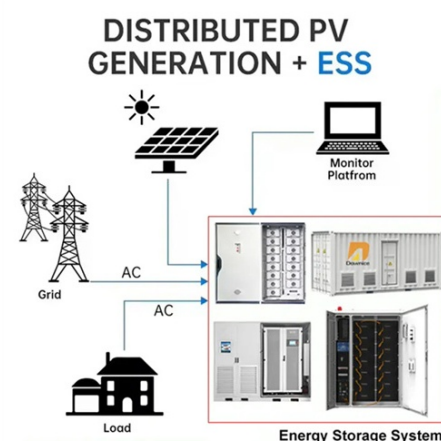 DISTRIBUTED PV
GENERATION + ESS
Monitor
Platfrom
AC
Grid
AC
Load
Energy Storage System